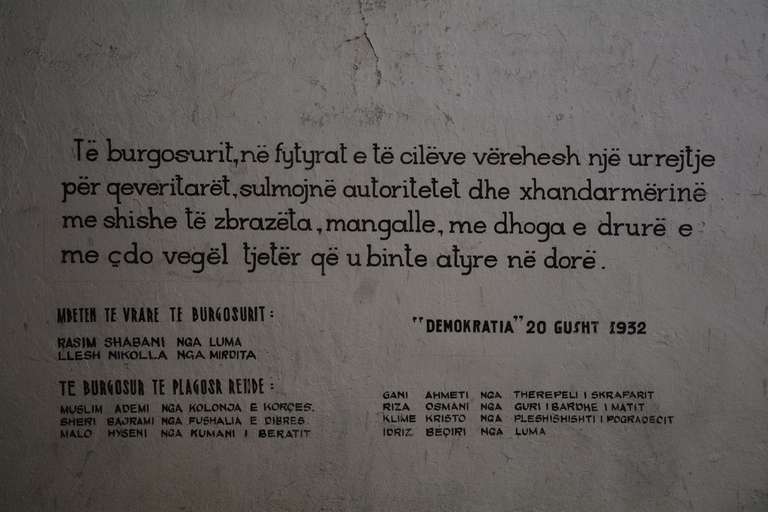 Të burgosurit, në fytyrat e të cilëve vërehesh një urrejtje
për qeveritarët, sulmojnë autoritetet dhe xhandarmërinë
me shishe të zbrazëta, mangalle, me dhoga e drurë e
me çdo vegël tjetër që u binte atyre në dorë.
MBETEN TE VRARE TE BURGOSURIT:
RASIM SHABANI NGA LUMA
LLESH NIKOLLA NGA MIRDITA
"DEMOKRATIA" 20 GUSHT 1932
TE BURGOSUR TE PLAGOSR RENDE:
MUSLIM ADEMI NGA KOLONJA E KORÇES.
SHERI BAJRAMI NGA FUSHALIA E DIBRES
MALO HYSENI NGA KUMANI I BERATIT
GANI AHMETI NGA THEREPELI I SKRAPARIT
RIZA OSMANI NGA GURI I BARDHE I MATIT
KLIME KRISTO NGA PLESHISHSHTI I POGRADECIT
IDRIZ BEQIRI NGA LUMA